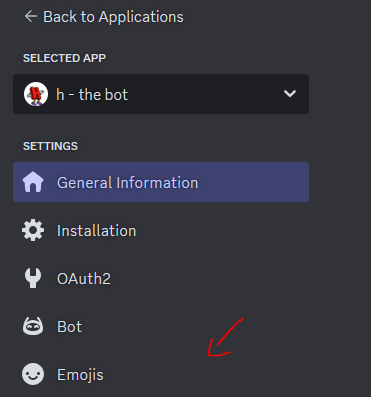 Back to Applications
SELECTED APP
h - the bot
SETTINGS
General Information
Installation
OAuth2
Bot
Emojis